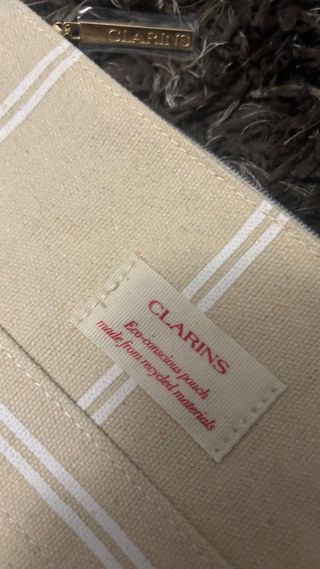 CLARINS
CLARINS
Eco-conscious pouch
made from recycled materials